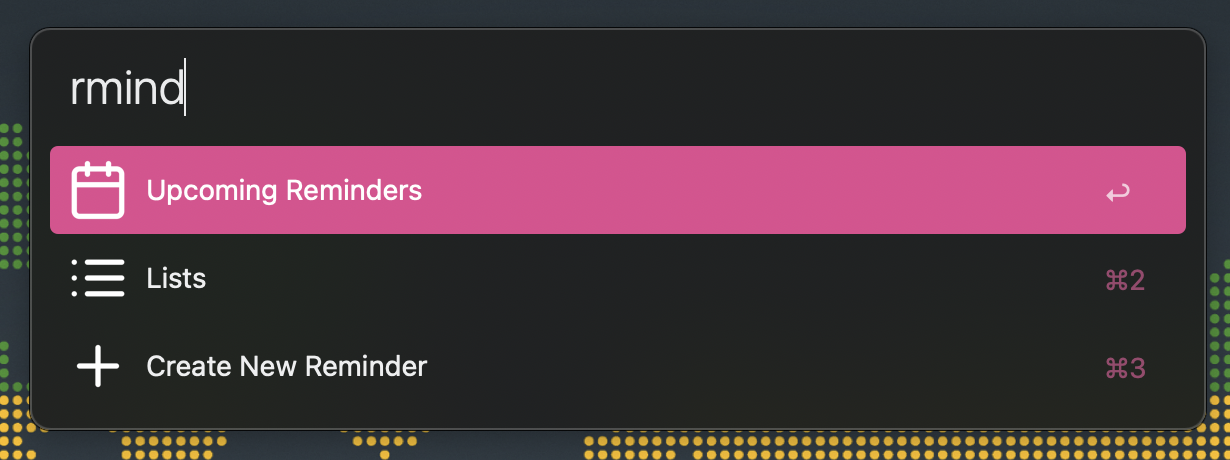 rmind
Upcoming Reminders ↩
Lists ⌘2
Create New Reminder ⌘3